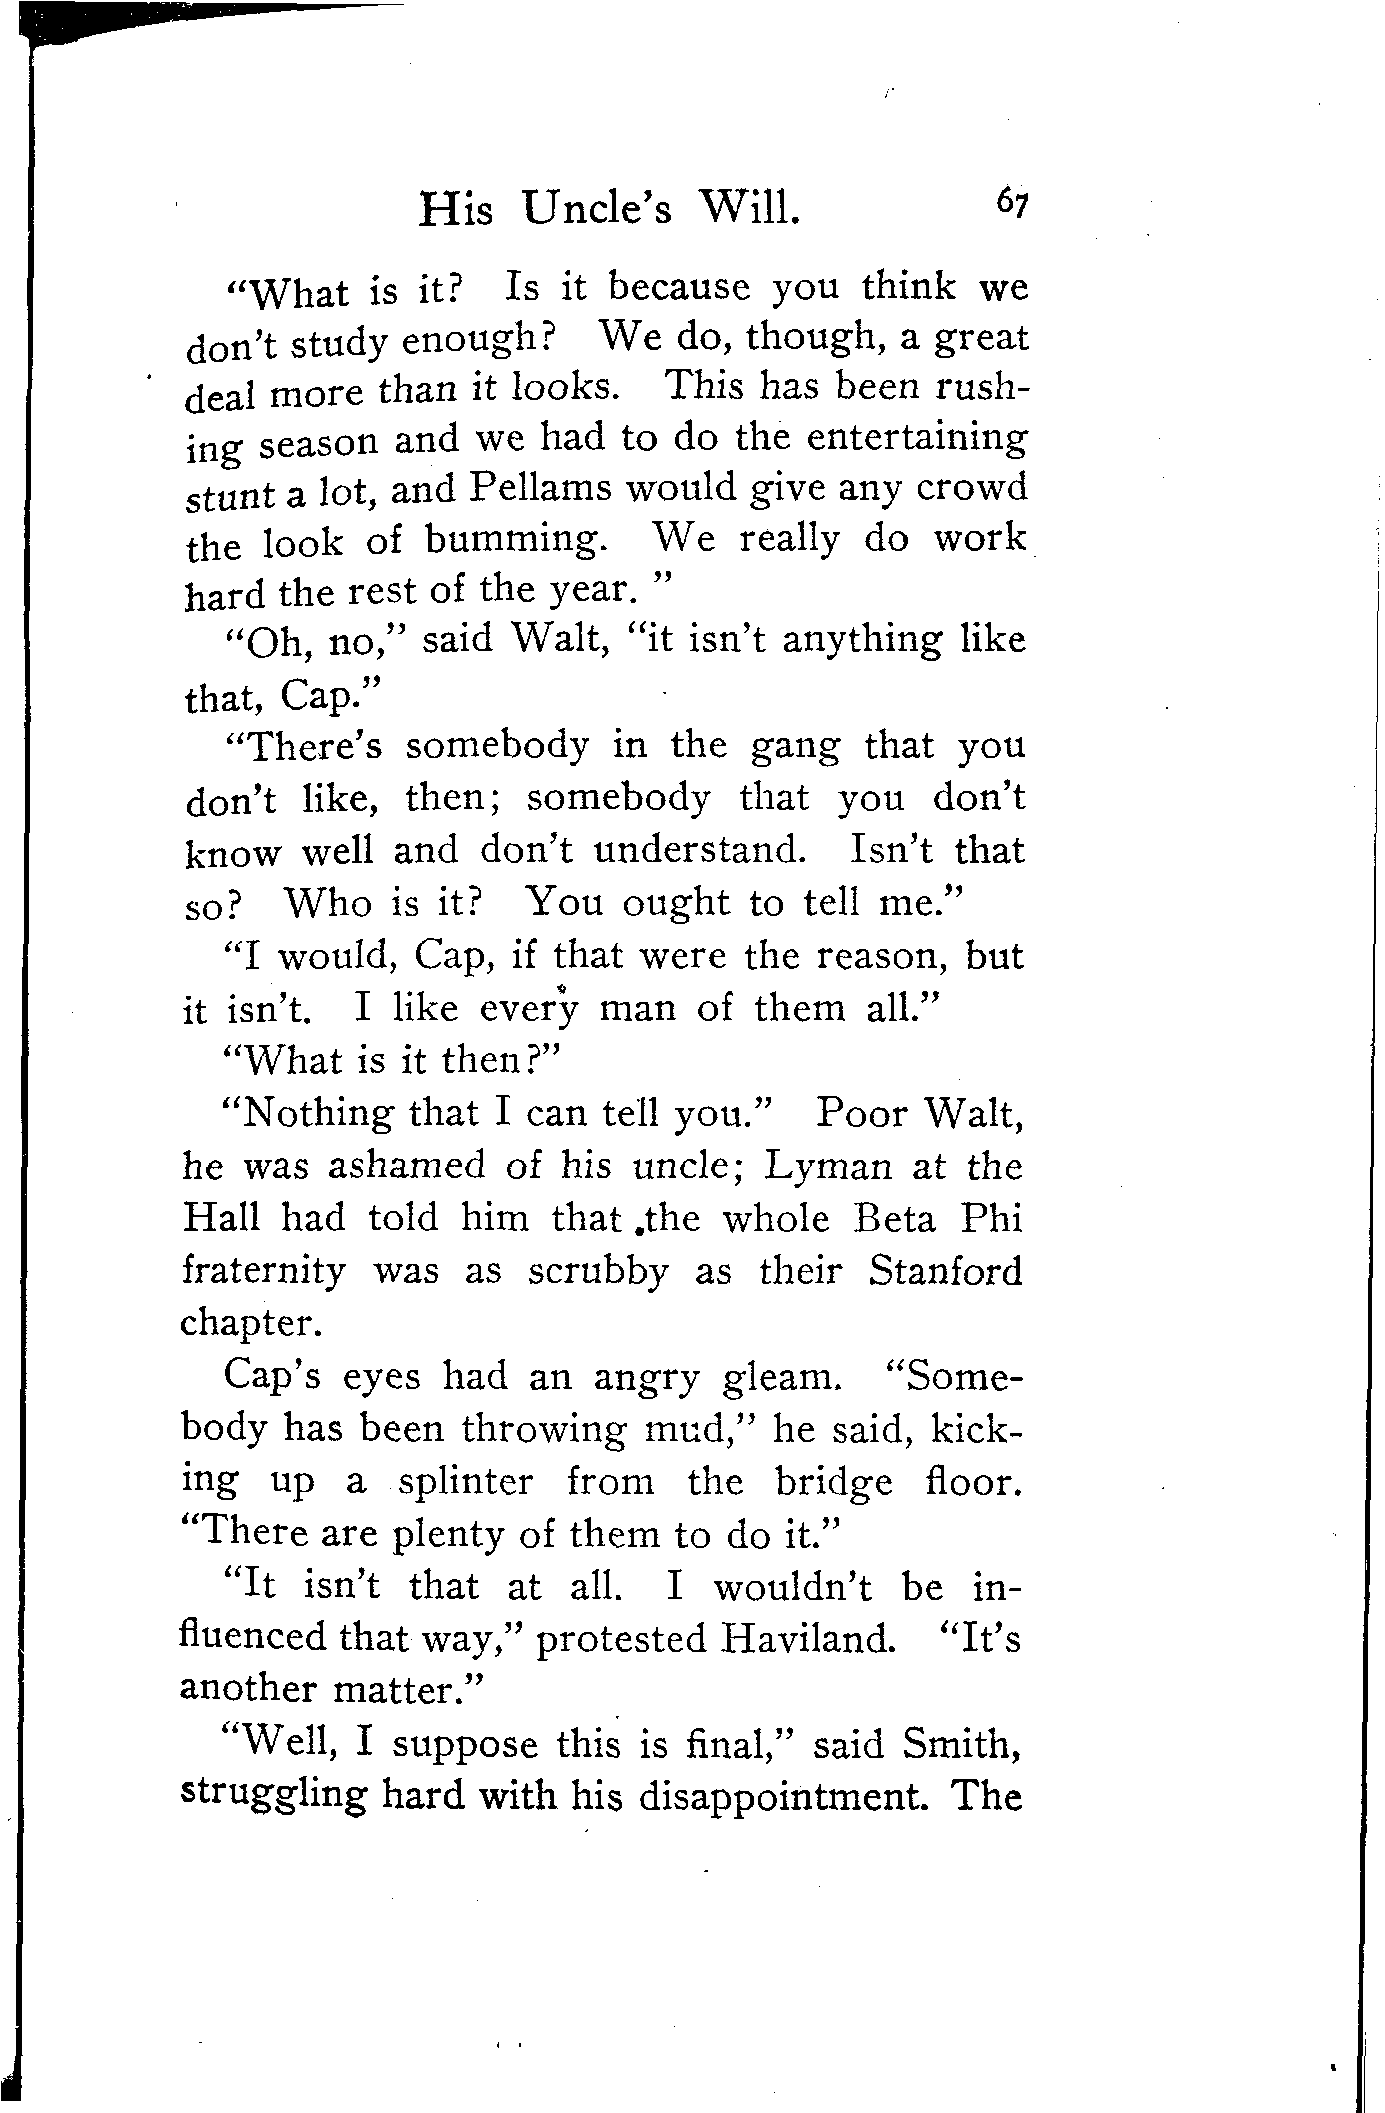 His Uncle's Will. 67
"What is it? Is it because you think we
don't study enough? We do, though, a great
deal more than it looks. This has been rush-
ing season and we had to do the entertaining
stunt a lot, and Pellams would give any crowd
the look of bumming. We really do work
hard the rest of the year. "
"Oh, no," said Walt, "it isn't anything like
that, Cap."
"There's somebody in the gang that you
don't like, then; somebody that you don't
know well and don't understand. Isn't that
so? Who is it? You ought to tell me."
"I would, Cap, if that were the reason, but
it isn't. I like every man of them all."
"What is it then?"
"Nothing that I can tell you." Poor Walt,
he was ashamed of his uncle; Lyman at the
Hall had told him that the whole Beta Phi
fraternity was as scrubby as their Stanford
chapter.
Cap's eyes had an angry gleam. "Some-
body has been throwing mud," he said, kick-
ing up a splinter from the bridge floor.
"There are plenty of them to do it."
"It isn't that at all. I wouldn't be in-
fluenced that way," protested Haviland. "It's
another matter."
"Well, I suppose this is final," said Smith,
struggling hard with his disappointment. The